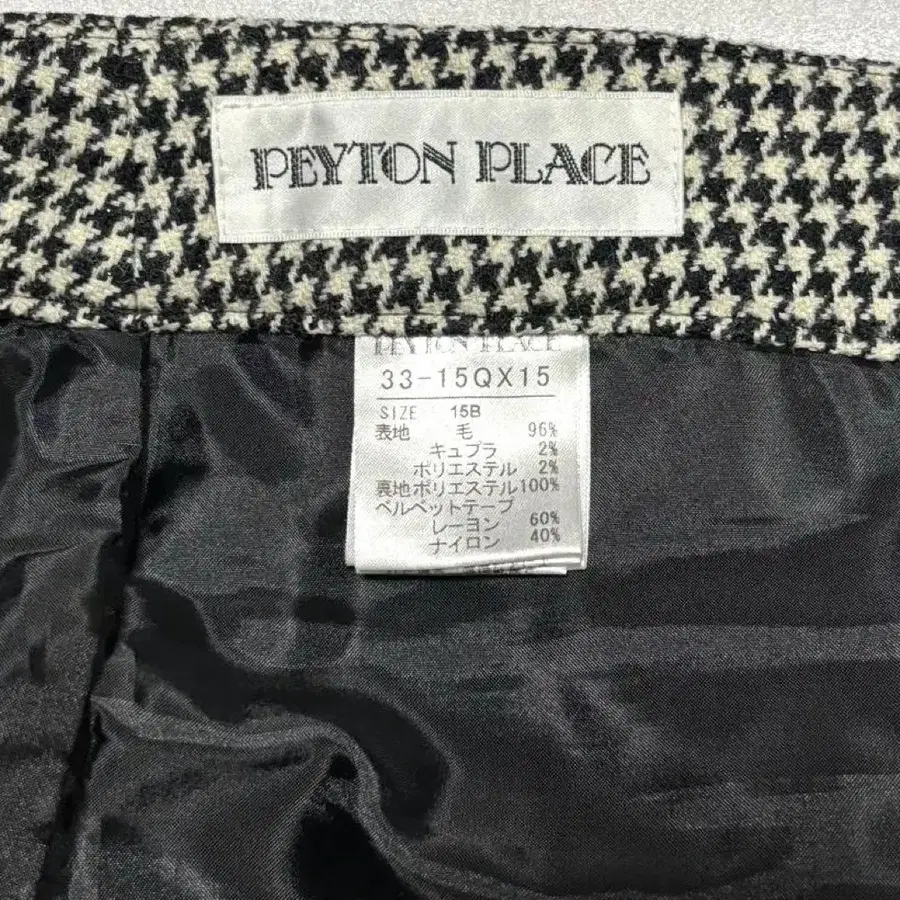 PEYTON PLACE
PEYTON PLACE
33-15QX15
SIZE 15B
表地 毛 96%
キュプラ 2%
ポリエステル 2%
裏地ポリエステル100%
ベルベットテープ
レーヨン 60%
ナイロン 40%